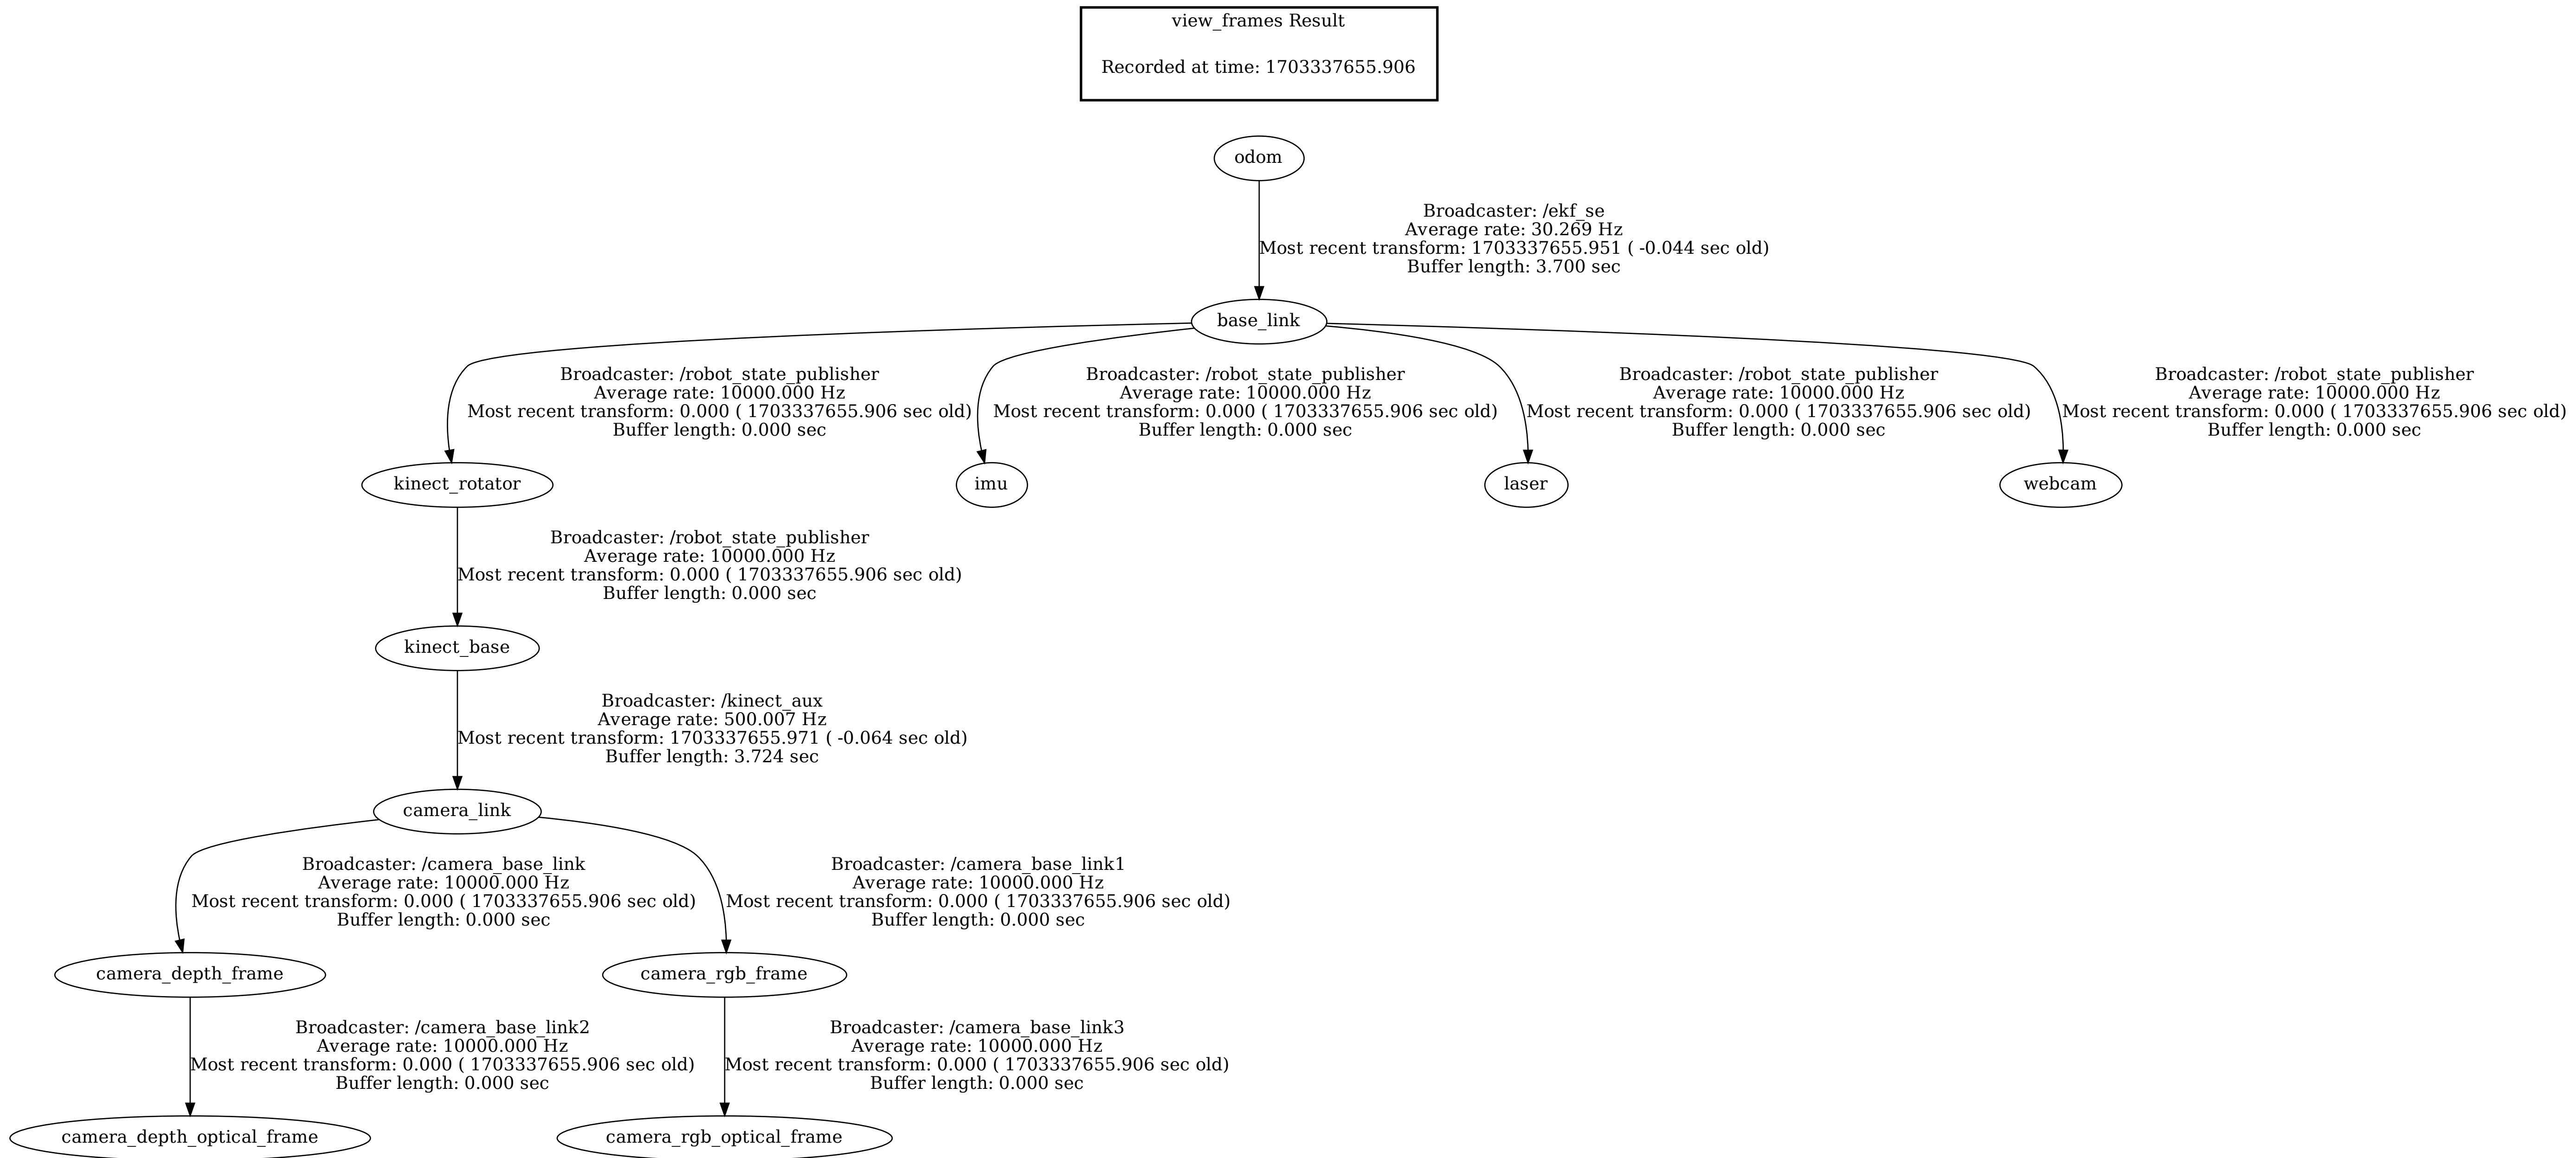 view_frames Result
Recorded at time: 1703337655.906
odom
Broadcaster: /ekf_se
Average rate: 30.269 Hz
Most recent transform: 1703337655.951 ( -0.044 sec old)
Buffer length: 3.700 sec
base_link
Broadcaster: /robot_state_publisher
Average rate: 10000.000 Hz
Most recent transform: 0.000 ( 1703337655.906 sec old)
Buffer length: 0.000 sec
Broadcaster: /robot_state_publisher
Average rate: 10000.000 Hz
Most recent transform: 0.000 ( 1703337655.906 sec old)
Buffer length: 0.000 sec
Broadcaster: /robot_state_publisher
Average rate: 10000.000 Hz
Most recent transform: 0.000 ( 1703337655.906 sec old)
Buffer length: 0.000 sec
Broadcaster: /robot_state_publisher
Average rate: 10000.000 Hz
Most recent transform: 0.000 ( 1703337655.906 sec old)
Buffer length: 0.000 sec
kinect_rotator
imu
laser
webcam
Broadcaster: /robot_state_publisher
Average rate: 10000.000 Hz
Most recent transform: 0.000 ( 1703337655.906 sec old)
Buffer length: 0.000 sec
kinect_base
Broadcaster: /kinect_aux
Average rate: 500.007 Hz
Most recent transform: 1703337655.971 ( -0.064 sec old)
Buffer length: 3.724 sec
camera_link
Broadcaster: /camera_base_link
Average rate: 10000.000 Hz
Most recent transform: 0.000 ( 1703337655.906 sec old)
Buffer length: 0.000 sec
Broadcaster: /camera_base_link1
Average rate: 10000.000 Hz
Most recent transform: 0.000 ( 1703337655.906 sec old)
Buffer length: 0.000 sec
camera_depth_frame
camera_rgb_frame
Broadcaster: /camera_base_link2
Average rate: 10000.000 Hz
Most recent transform: 0.000 ( 1703337655.906 sec old)
Buffer length: 0.000 sec
Broadcaster: /camera_base_link3
Average rate: 10000.000 Hz
Most recent transform: 0.000 ( 1703337655.906 sec old)
Buffer length: 0.000 sec
camera_depth_optical_frame
camera_rgb_optical_frame